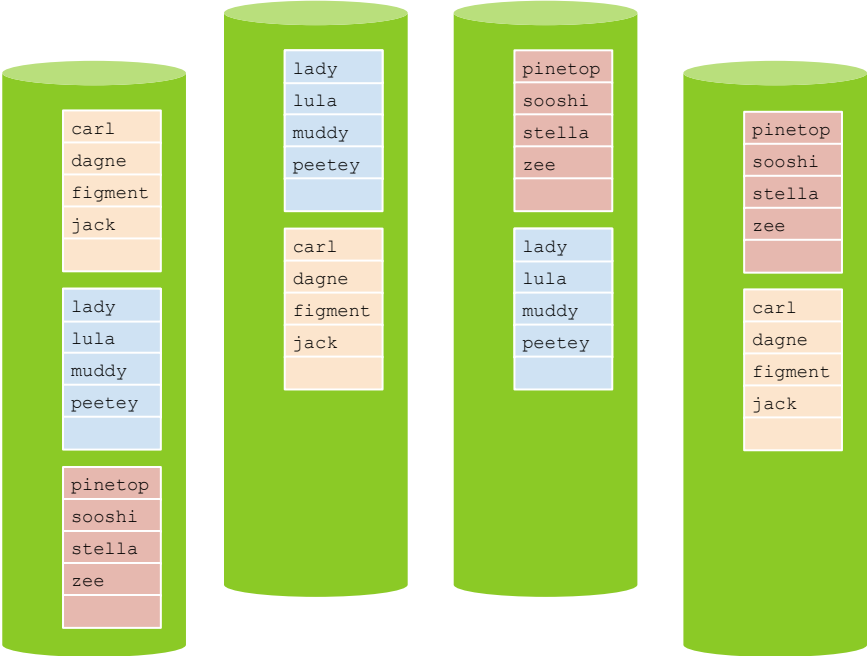 carl
dagne
figment
jack
lady
lula
muddy
peetey
pinetop
sooshi
stella
zee
lady
lula
muddy
peetey
carl
dagne
figment
jack
pinetop
sooshi
stella
zee
lady
lula
muddy
peetey
pinetop
sooshi
stella
zee
carl
dagne
figment
jack